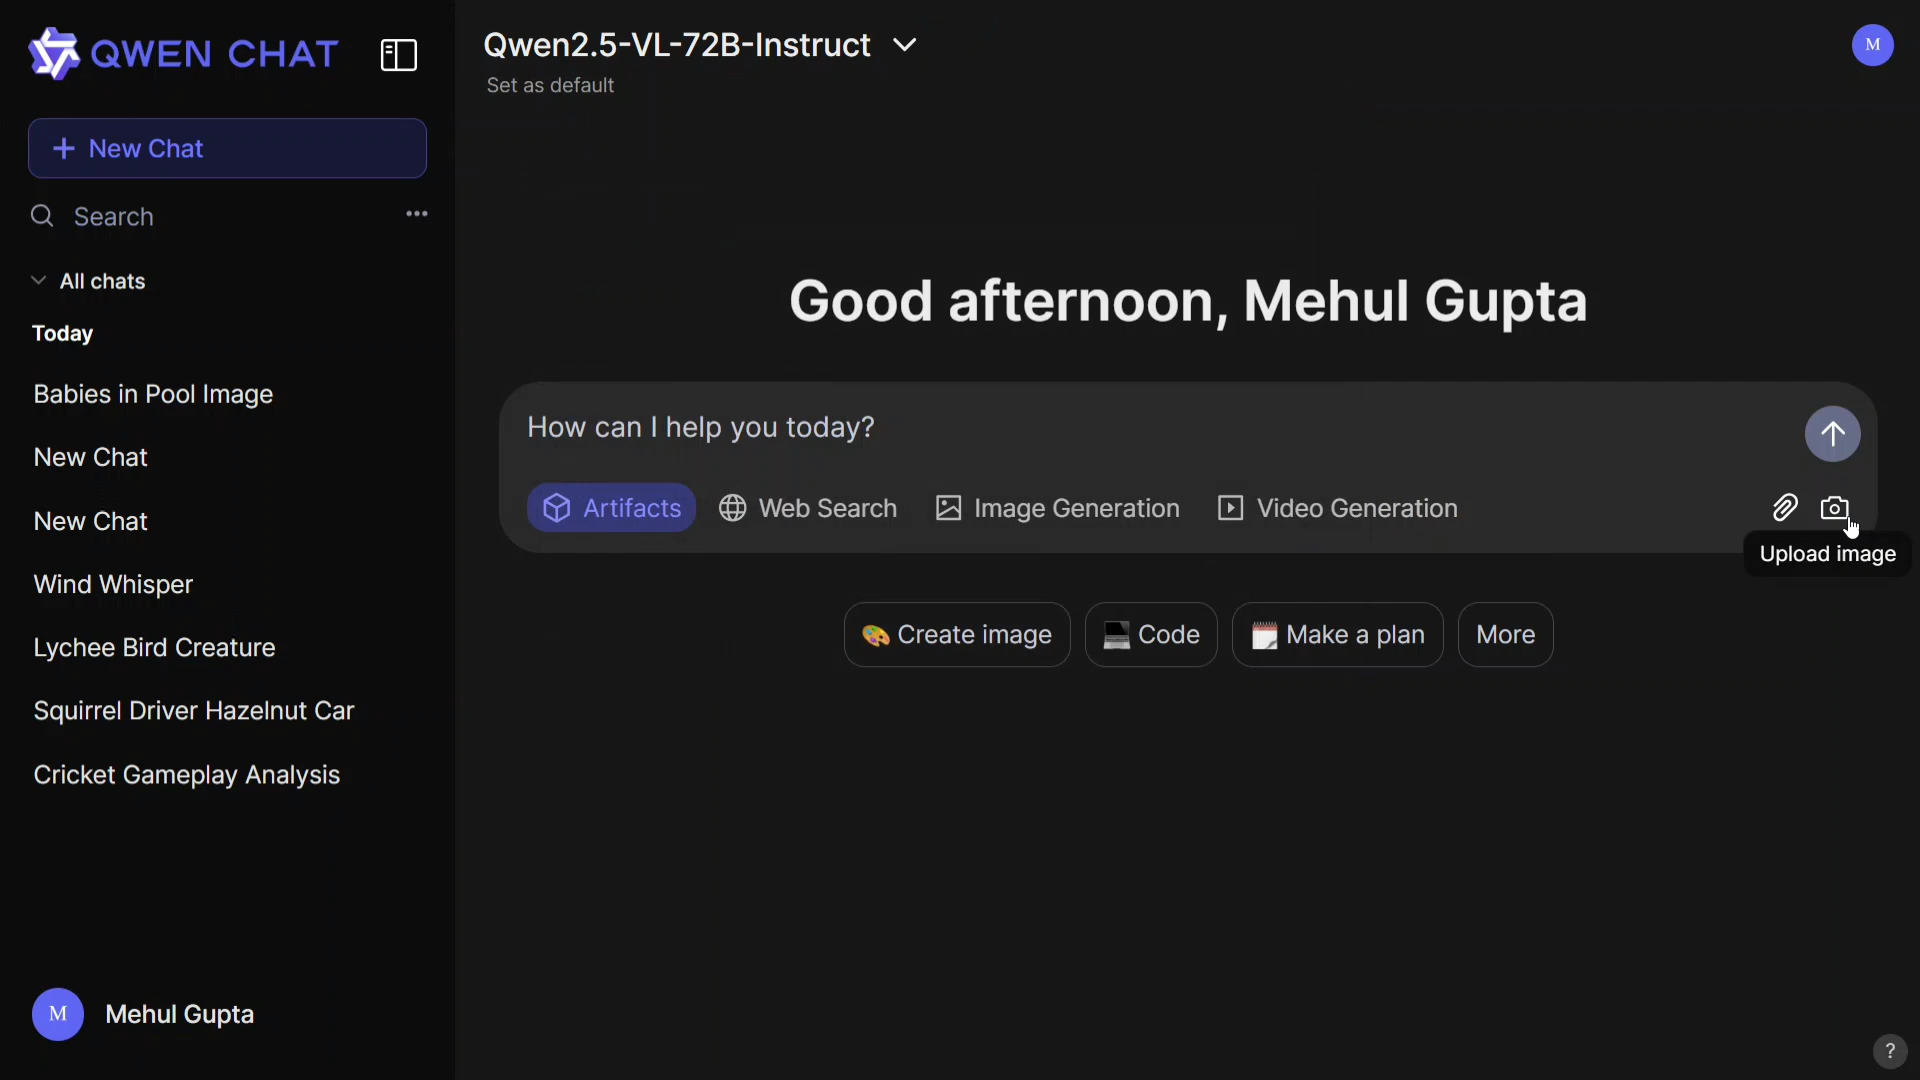 QWEN CHAT
New Chat
Search
All chats
Today
Babies in Pool Image
New Chat
New Chat
Wind Whisper
Lychee Bird Creature
Squirrel Driver Hazelnut Car
Cricket Gameplay Analysis
M Mehul Gupta
Qwen2.5-VL-72B-Instruct
Set as default
M
Good afternoon, Mehul Gupta
How can I help you today?
Artifacts Web Search Image Generation Video Generation
Upload image
Create image Code Make a plan More
?